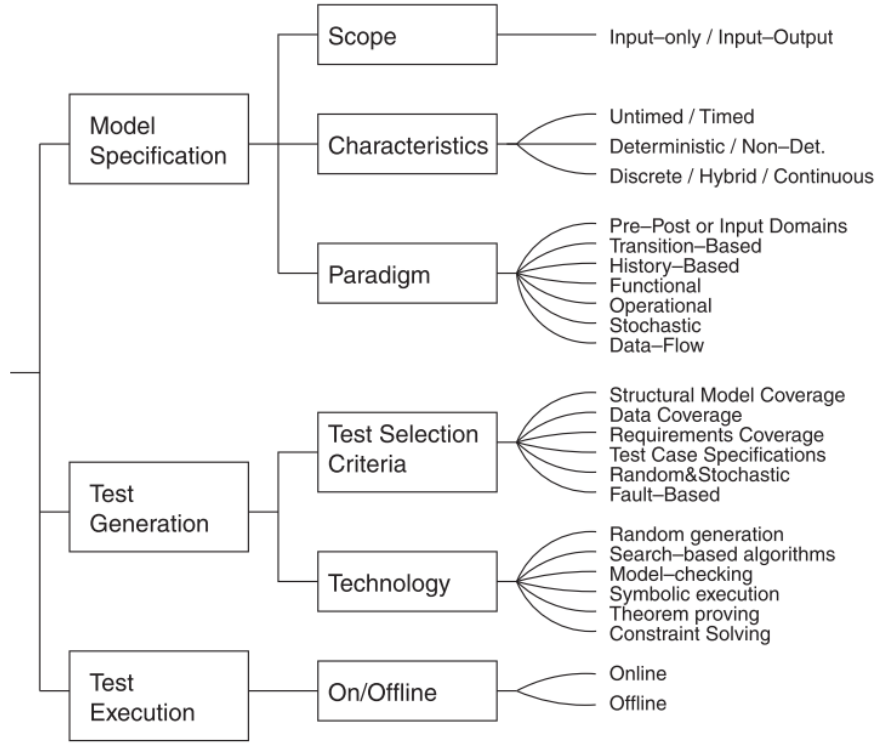 Scope
Input–only / Input–Output
Model
Specification
Characteristics
Untimed / Timed
Deterministic / Non–Det.
Discrete / Hybrid / Continuous
Paradigm
Pre–Post or Input Domains
Transition–Based
History–Based
Functional
Operational
Stochastic
Data–Flow
Test
Generation
Test Selection
Criteria
Structural Model Coverage
Data Coverage
Requirements Coverage
Test Case Specifications
Random&Stochastic
Fault–Based
Technology
Random generation
Search–based algorithms
Model–checking
Symbolic execution
Theorem proving
Constraint Solving
Test
Execution
On/Offline
Online
Offline